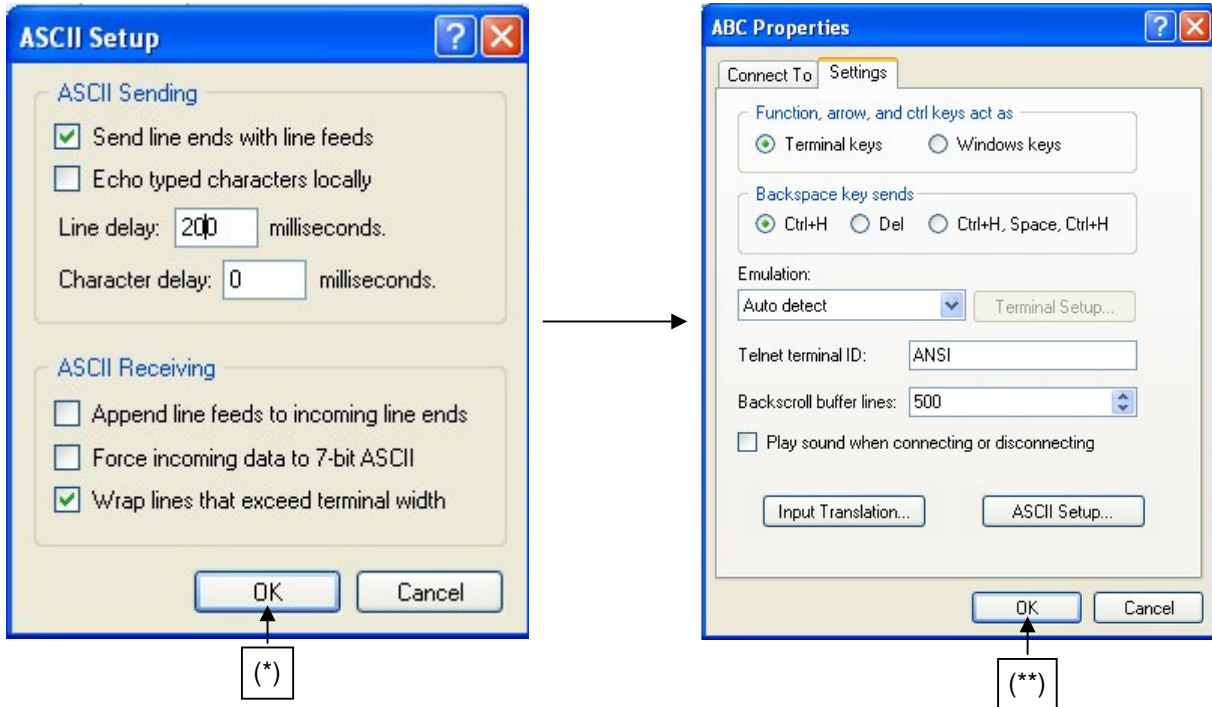 ASCII Setup
ASCII Sending
Send line ends with line feeds
Echo typed characters locally
Line delay: 200 milliseconds.
Character delay: 0 milliseconds.
ASCII Receiving
Append line feeds to incoming line ends
Force incoming data to 7-bit ASCII
Wrap lines that exceed terminal width
OK Cancel
(*)
ABC Properties
Connect To Settings
Function, arrow, and ctrl keys act as
Terminal keys Windows keys
Backspace key sends
Ctrl+H Del Ctrl+H, Space, Ctrl+H
Emulation:
Auto detect Terminal Setup...
Telnet terminal ID: ANSI
Backscroll buffer lines: 500
Play sound when connecting or disconnecting
Input Translation... ASCII Setup...
OK Cancel
(**)